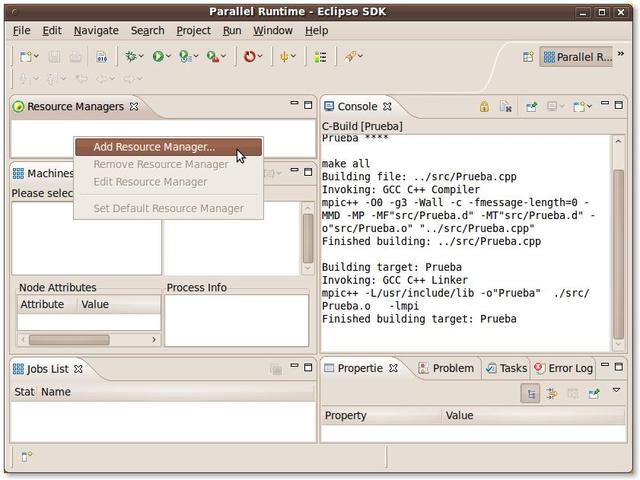 Parallel Runtime - Eclipse SDK
File Edit Navigate Search Project Run Window Help
Parallel R...
Resource Managers
Add Resource Manager...
Remove Resource Manager
Edit Resource Manager
Set Default Resource Manager
Machines
Please selec
Node Attributes
Attribute Value
Process Info
Jobs List
Stat Name
Console
C-Build [Prueba]
Prueba ****
make all
Building file: ../src/Prueba.cpp
Invoking: GCC C++ Compiler
mpic++ -O0 -g3 -Wall -c -fmessage-length=0 -
MMD -MP -MF"src/Prueba.d" -MT"src/Prueba.d" -
o"src/Prueba.o" "../src/Prueba.cpp"
Finished building: ../src/Prueba.cpp
Building target: Prueba
Invoking: GCC C++ Linker
mpic++ -L/usr/include/lib -o"Prueba" ./src/
Prueba.o -lmpi
Finished building target: Prueba
Propertie Problem Tasks Error Log
Property Value